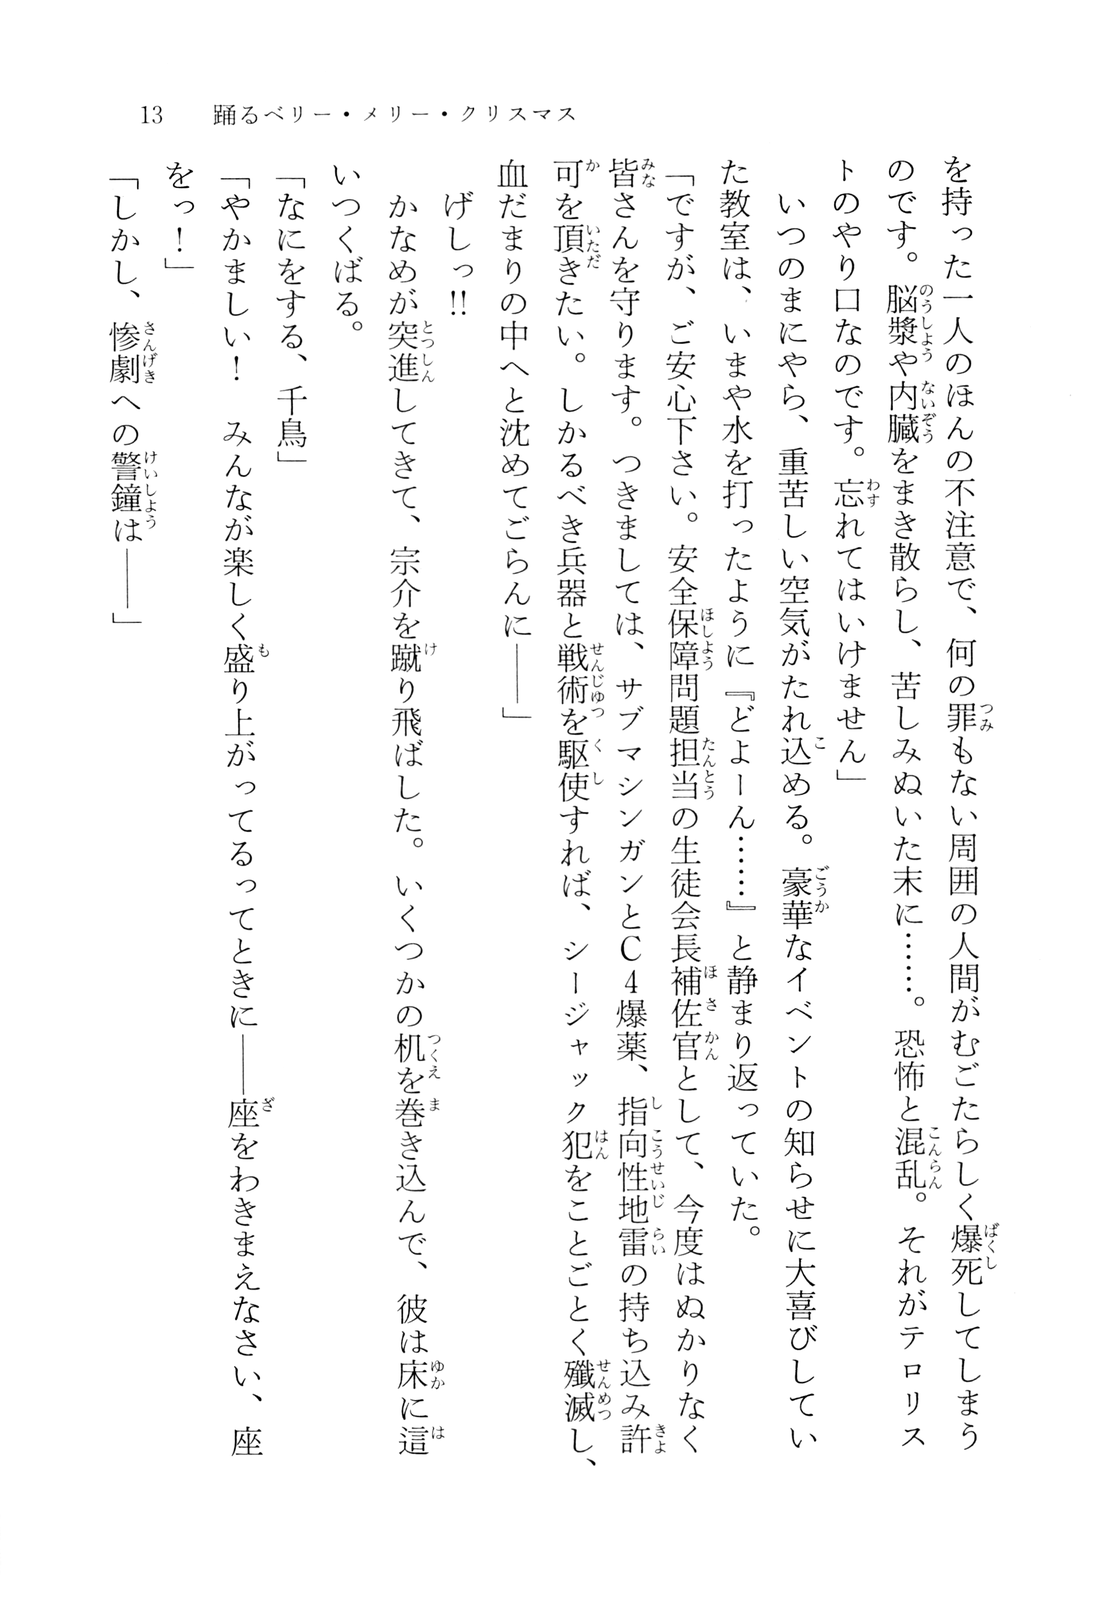 13　踊るベリー・メリー・クリスマス
を持った一人のほんの不注意で、何の罪もない周囲の人間がむごたらしく爆死してしまう
のです。脳漿や内臓をまき散らし、苦しみぬいた末に……。恐怖と混乱。それがテロリス
トのやり口なのです。忘れてはいけません」
　いつのまにやら、重苦しい空気がたれ込める。豪華なイベントの知らせに大喜びしてい
た教室は、いまや水を打ったように『どよーん……』と静まり返っていた。
「ですが、ご安心下さい。安全保障問題担当の生徒会長補佐官として、今度はぬかりなく
皆さんを守ります。つきましては、サブマシンガンとC4爆薬、指向性地雷の持ち込み許
可を頂きたい。しかるべき兵器と戦術を駆使すれば、シージャック犯をことごとく殲滅し、
血だまりの中へと沈めてごらんに――」
　げしっ!!
　かなめが突進してきて、宗介を蹴り飛ばした。いくつかの机を巻き込んで、彼は床に這
いつくばる。
「なにをする、千鳥」
「やかましい！　みんなが楽しく盛り上がってるってときに――座をわきまえなさい、座
をっ！」
「しかし、惨劇への警鐘は――」